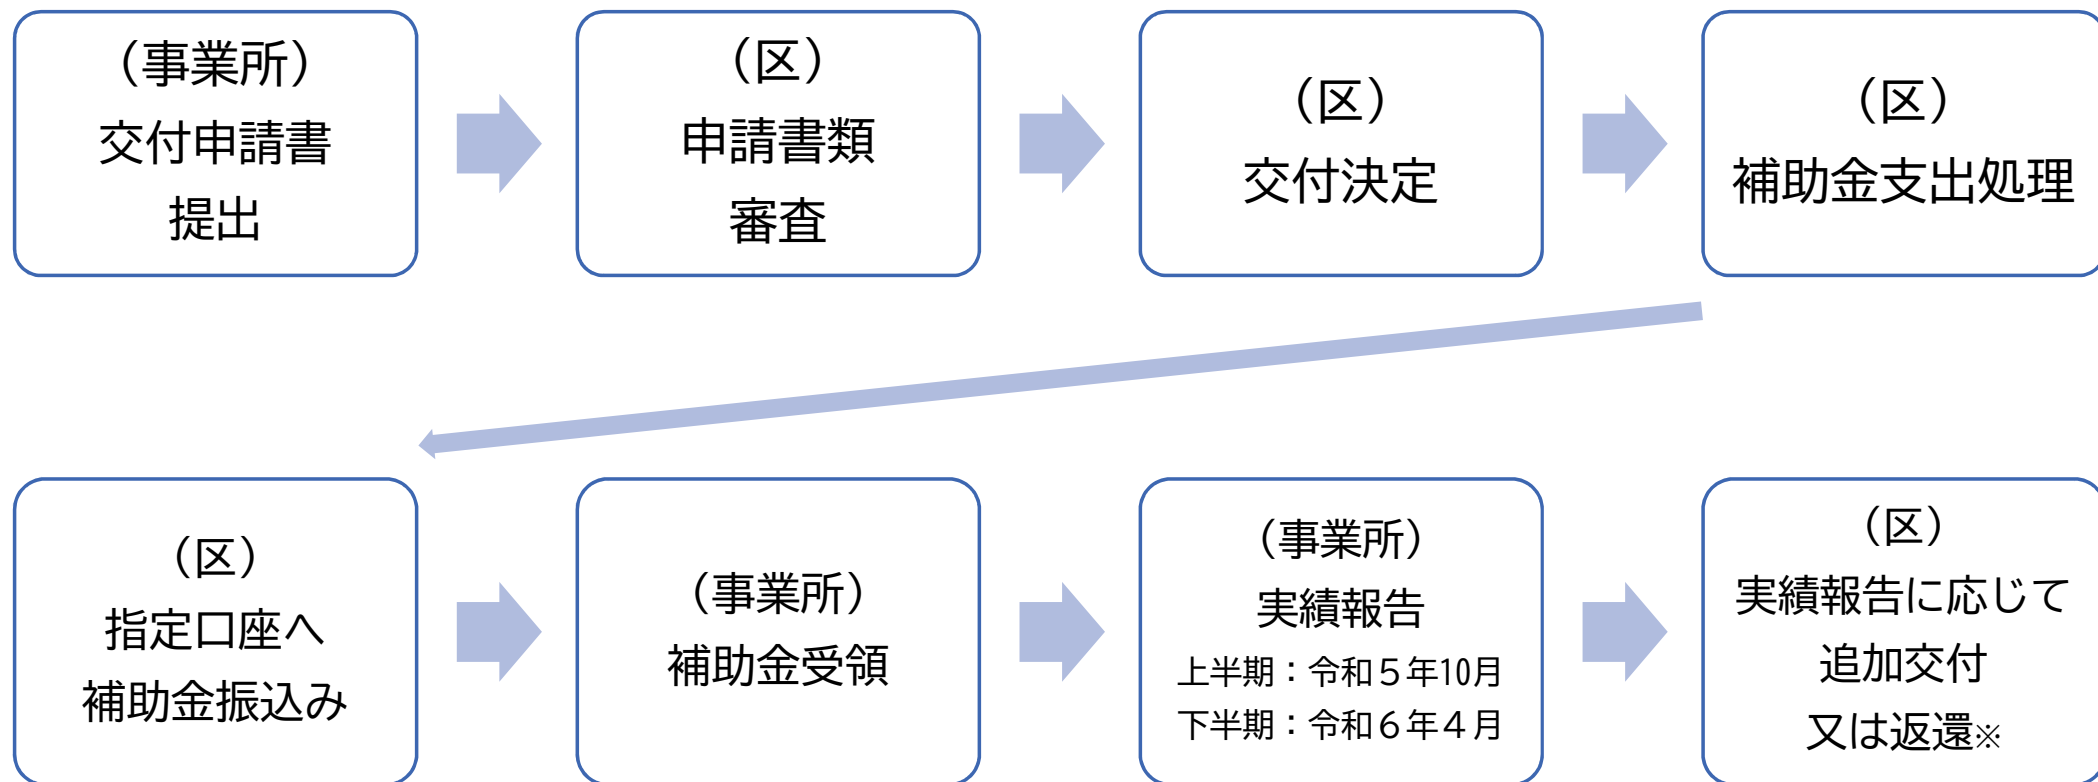 （事業所）
交付申請書
提出
（区）
申請書類
審査
（区）
交付決定
（区）
補助金支出処理
（区）
指定口座へ
補助金振込み
（事業所）
補助金受領
（事業所）
実績報告
上半期：令和５年10月
下半期：令和６年４月
（区）
実績報告に応じて
追加交付
又は返還※